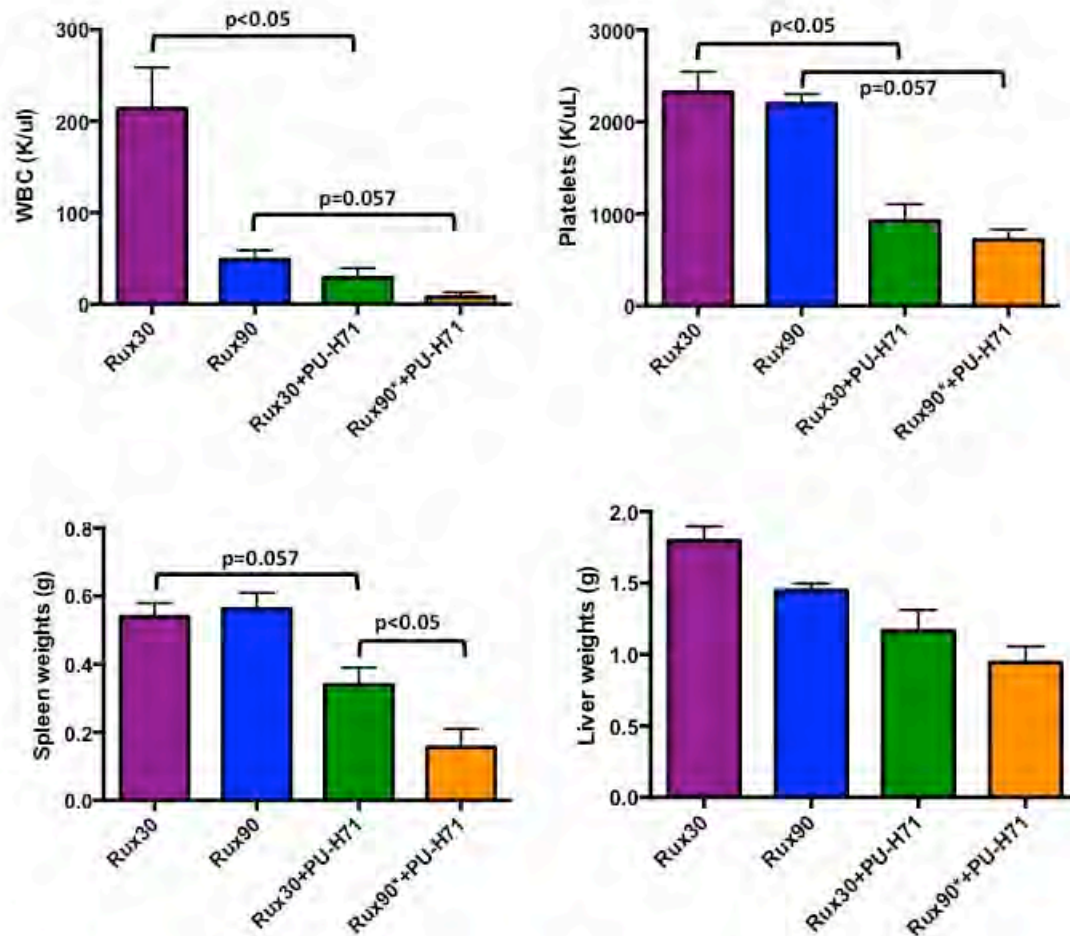 WBC (K/ul)
300
200
100
0
p<0.05
p=0.057
Rux30
Rux90
Rux30+PU-H71
Rux90*+PU-H71
Platelets (K/uL)
3000
2000
1000
0
p<0.05
p=0.057
Rux30
Rux90
Rux30+PU-H71
Rux90*+PU-H71
Spleen weights (g)
0.8
0.6
0.4
0.2
0.0
p=0.057
p<0.05
Rux30
Rux90
Rux30+PU-H71
Rux90*+PU-H71
Liver weights (g)
2.0
1.5
1.0
0.5
0.0
Rux30
Rux90
Rux30+PU-H71
Rux90*+PU-H71